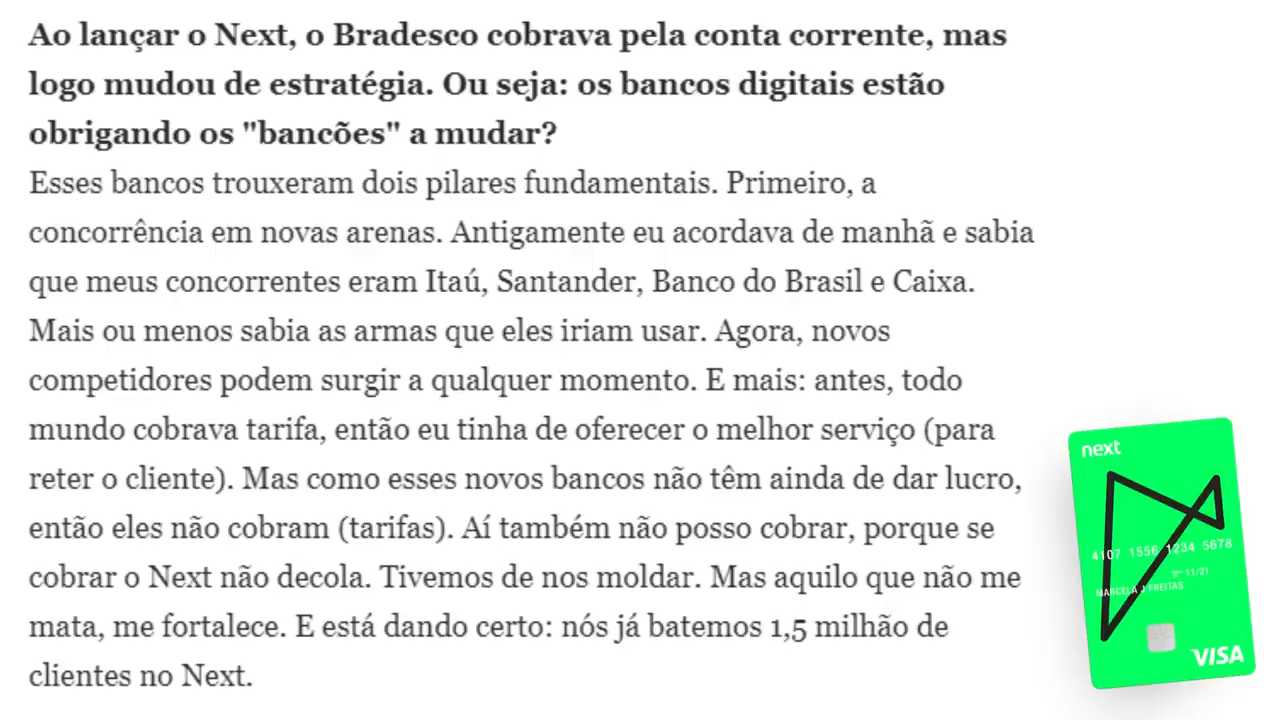 Ao lançar o Next, o Bradesco cobrava pela conta corrente, mas
logo mudou de estratégia. Ou seja: os bancos digitais estão
obrigando os "bancões" a mudar?
Esses bancos trouxeram dois pilares fundamentais. Primeiro, a
concorrência em novas arenas. Antigamente eu acordava de manhã e sabia
que meus concorrentes eram Itaú, Santander, Banco do Brasil e Caixa.
Mais ou menos sabia as armas que eles iriam usar. Agora, novos
competidores podem surgir a qualquer momento. E mais: antes, todo
mundo cobrava tarifa, então eu tinha de oferecer o melhor serviço (para
reter o cliente). Mas como esses novos bancos não têm ainda de dar lucro,
então eles não cobram (tarifas). Aí também não posso cobrar, porque se
cobrar o Next não decola. Tivemos de nos moldar. Mas aquilo que não me
mata, me fortalece. E está dando certo: nós já batemos 1,5 milhão de
clientes no Next.
next
4107 1556 1234 5678
11/21
MARCELA J FREITAS
VISA